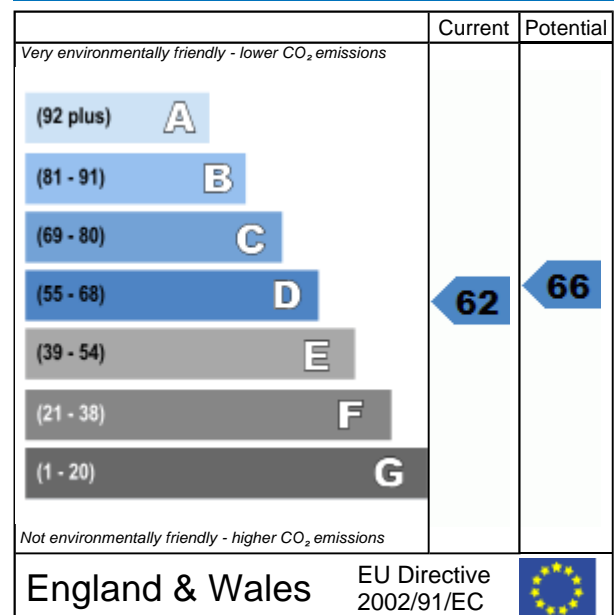 Current Potential
Very environmentally friendly - lower CO₂ emissions
(92 plus) A
(81 - 91) B
(69 - 80) C
(55 - 68) D
62
66
(39 - 54) E
(21 - 38) F
(1 - 20) G
Not environmentally friendly - higher CO₂ emissions
England & Wales
EU Directive
2002/91/EC